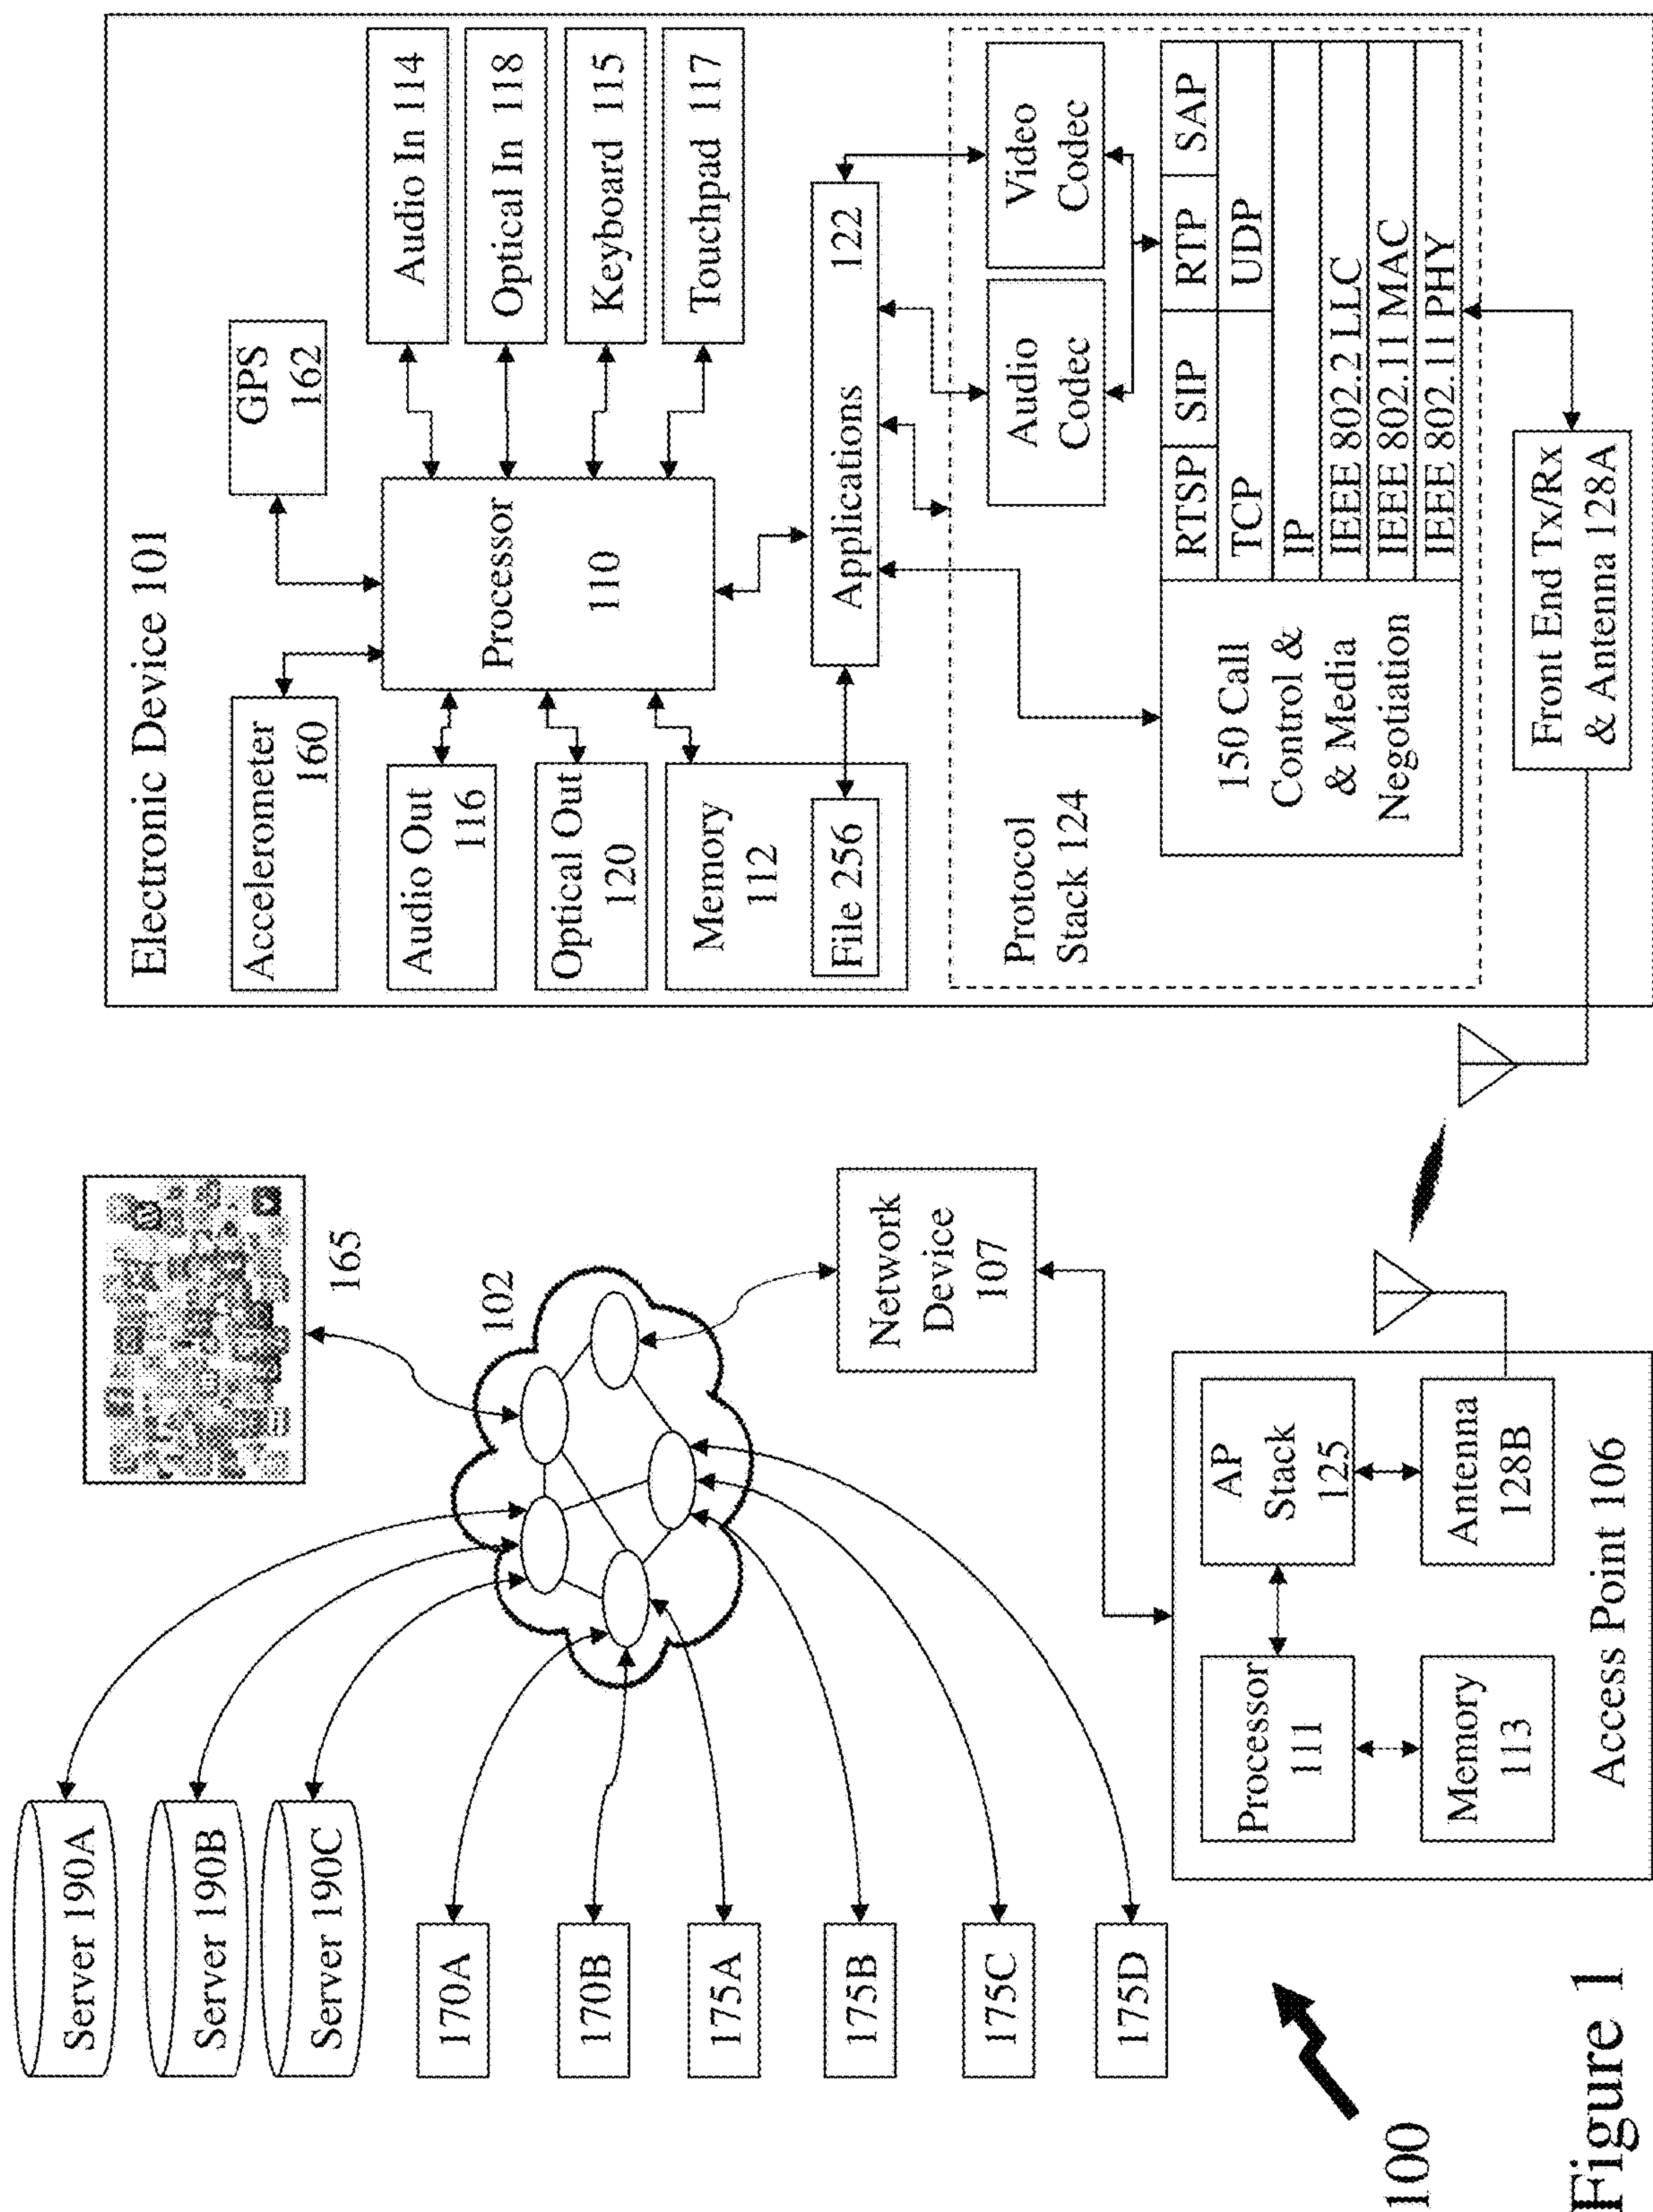 Electronic Device 101
Accelerometer
160
GPS
162
Audio Out
116
Optical Out
120
Memory
112
File 256
Processor
110
Audio In 114
Optical In 118
Keyboard 115
Touchpad 117
Applications 122
Protocol
Stack 124
Audio
Codec
Video
Codec
150 Call
Control &
& Media
Negotiation
RTSP SIP RTP SAP
TCP UDP
IP
IEEE 802.2 LLC
IEEE 802.11 MAC
IEEE 802.11 PHY
Front End Tx/Rx
& Antenna 128A
Server 190A
Server 190B
Server 190C
170A
170B
175A
175B
175C
175D
165
102
Network
Device
107
Processor
111
AP
Stack
125
Memory
113
Antenna
128B
Access Point 106
100
Figure 1